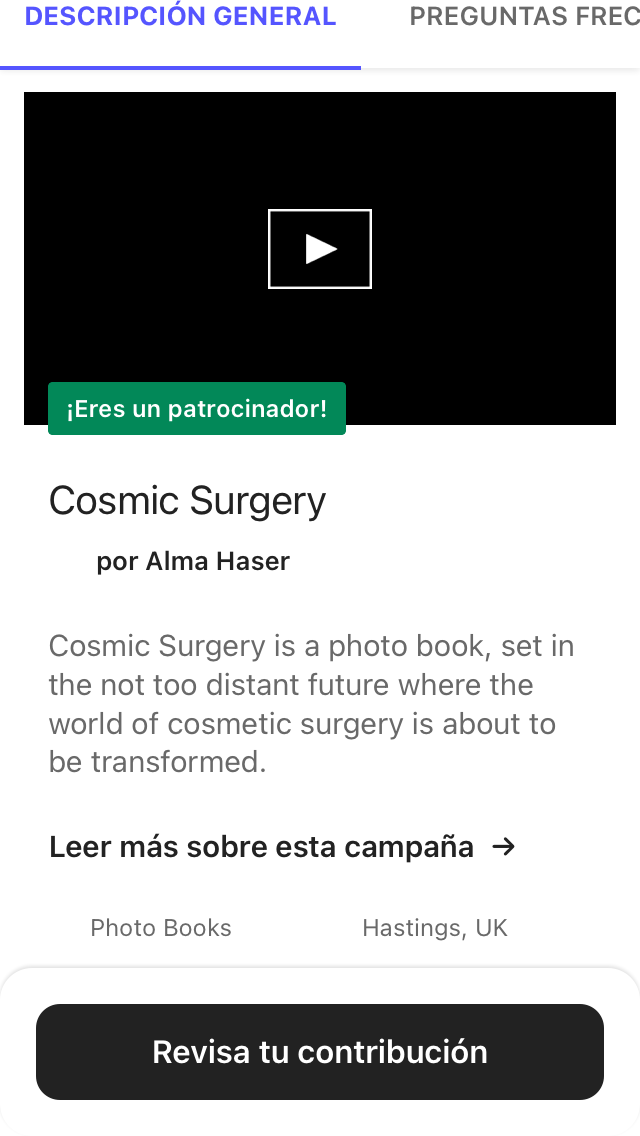 DESCRIPCIÓN GENERAL PREGUNTAS FREC
¡Eres un patrocinador!
Cosmic Surgery
por Alma Haser
Cosmic Surgery is a photo book, set in
the not too distant future where the
world of cosmetic surgery is about to
be transformed.
Leer más sobre esta campaña →
Photo Books Hastings, UK
Revisa tu contribución